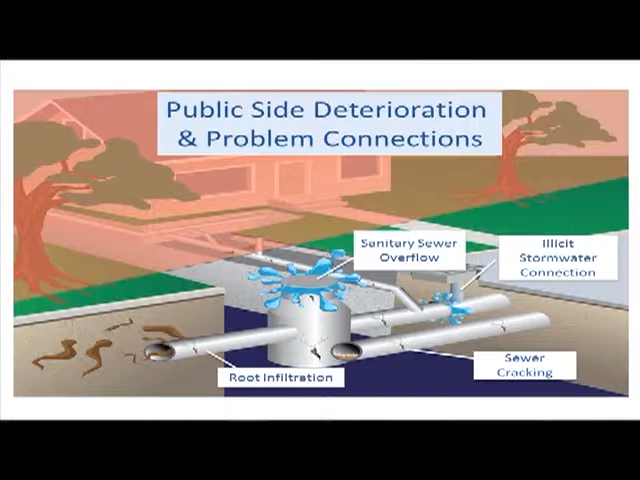 Public Side Deterioration
& Problem Connections
Sanitary Sewer
Overflow
Illicit
Stormwater
Connection
Sewer
Cracking
Root Infiltration